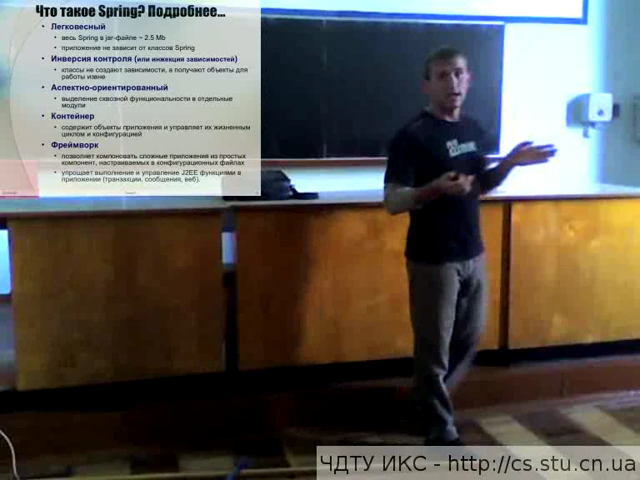 Что такое Spring? Подробнее...
• Легковесный
• весь Spring в jar-файле ~ 2.5 Mb
• приложение не зависит от классов Spring
• Инверсия контроля (или инжекция зависимостей)
• классы не создают зависимости, а получают объекты для
работы извне
• Аспектно-ориентированный
• выделение сквозной функциональности в отдельные
модули
• Контейнер
• содержит объекты приложения и управляет их жизненным
циклом и конфигурацией
• Фреймворк
• позволяет компоновать сложные приложения из простых
компонент, настраиваемых в конфигурационных файлах
• упрощает выполнение и управление J2EE функциями в
приложении (транзакции, сообщения, веб).
ЧДТУ ИКС - http://cs.stu.cn.ua